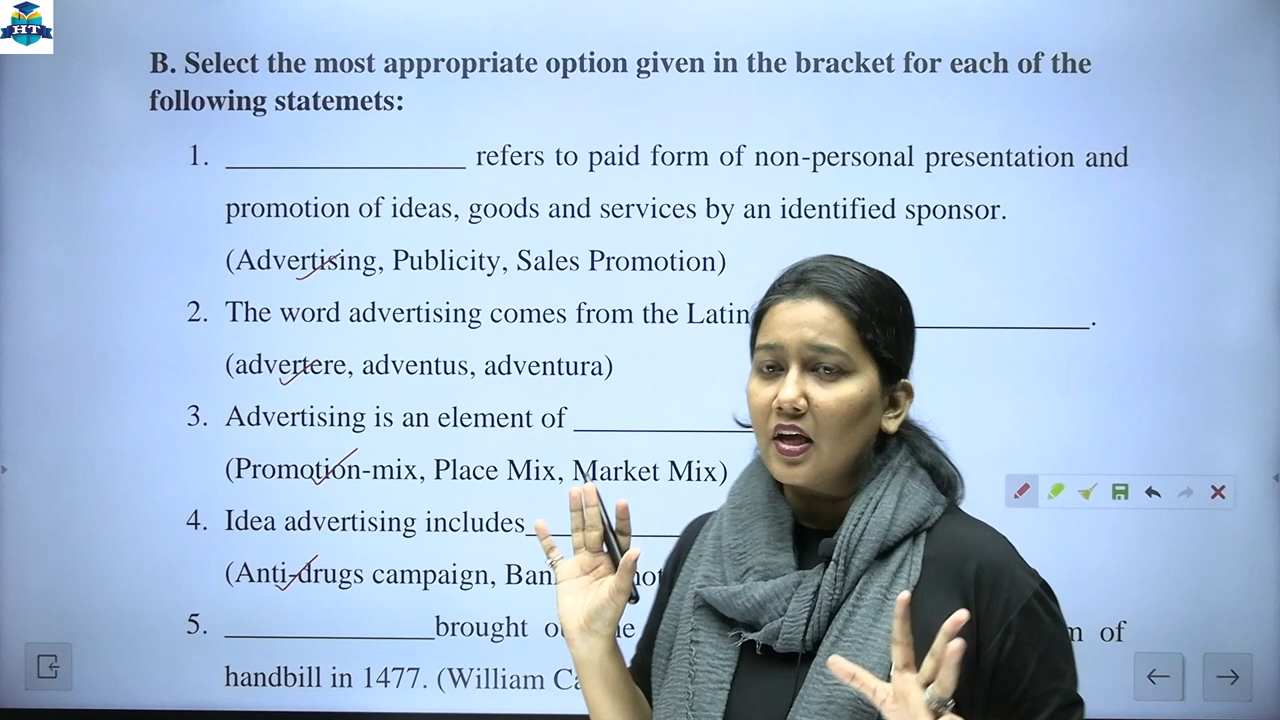 HT
B. Select the most appropriate option given in the bracket for each of the
following statemets:
1. ________________ refers to paid form of non-personal presentation and
promotion of ideas, goods and services by an identified sponsor.
(Advertising, Publicity, Sales Promotion)
2. The word advertising comes from the Latin ____________.
(advertere, adventus, adventura)
3. Advertising is an element of ____________
(Promotion-mix, Place Mix, Market Mix)
4. Idea advertising includes__________
(Anti-drugs campaign,
5. ______________brought of
handbill in 1477. (William